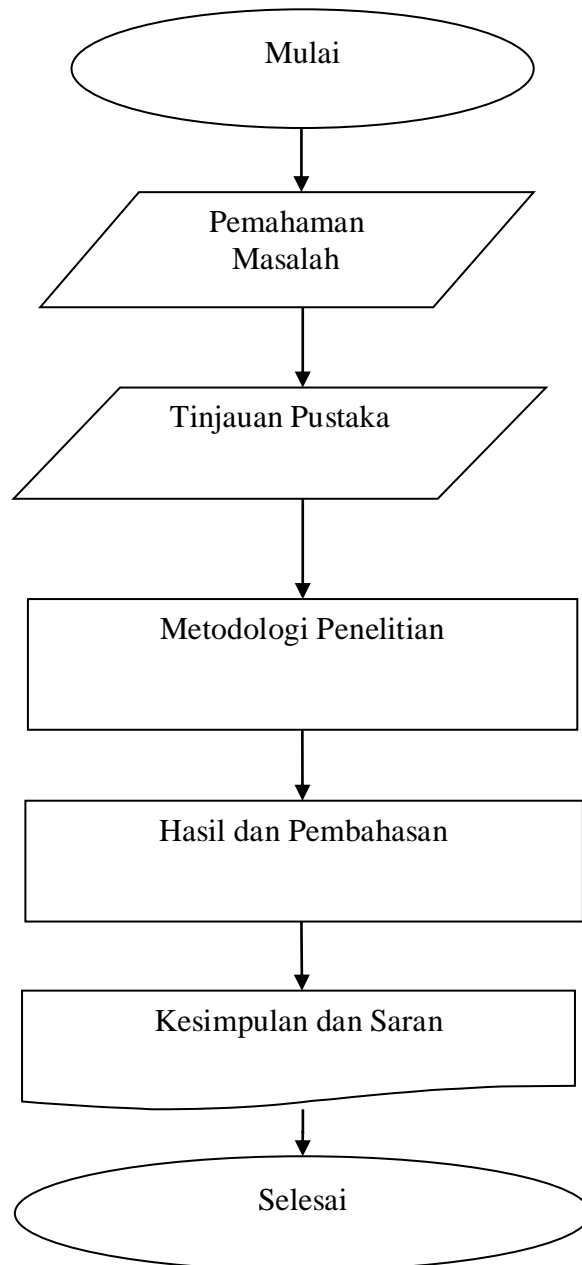 Mulai
Pemahaman
Masalah
Tinjauan Pustaka
Metodologi Penelitian
Hasil dan Pembahasan
Kesimpulan dan Saran
Selesai